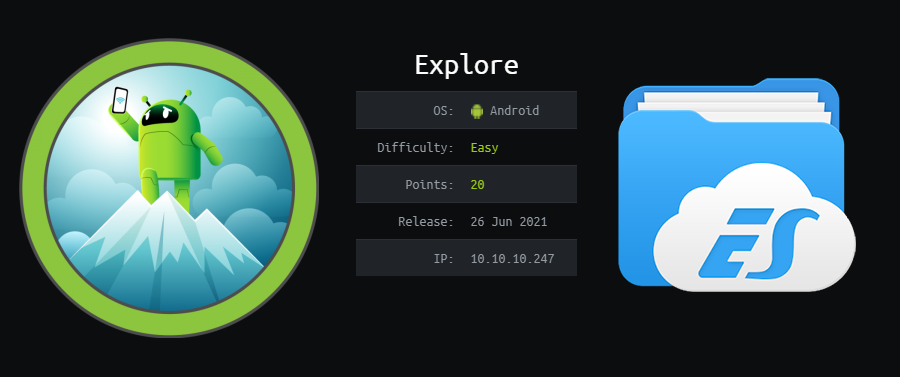 Explore
OS: Android
Difficulty: Easy
Points: 20
Release: 26 Jun 2021
IP: 10.10.10.247
ES